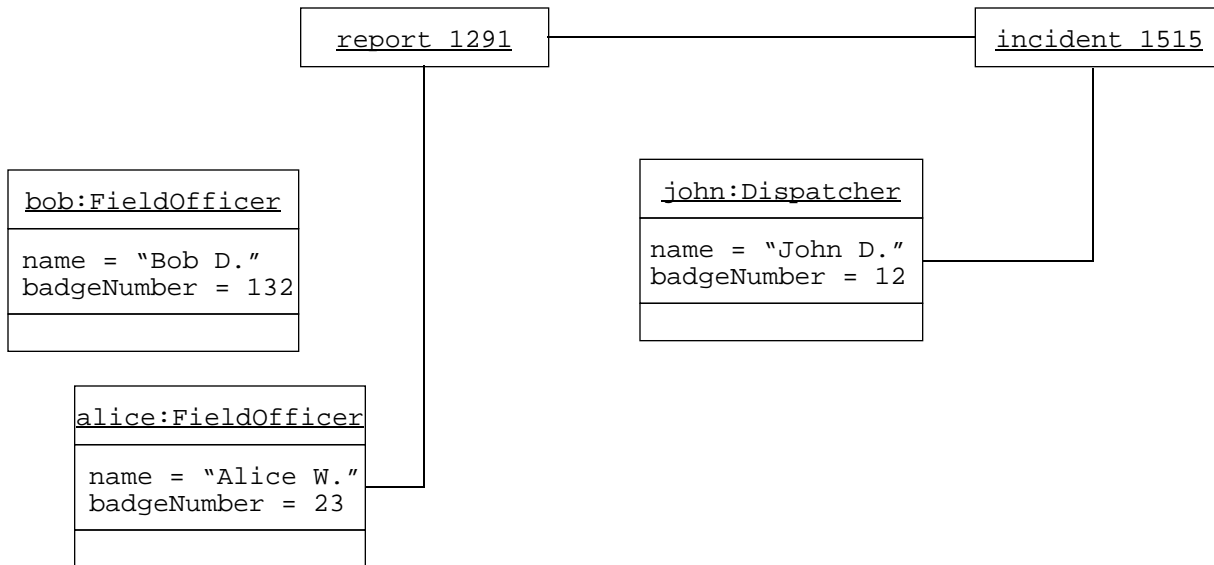 report 1291
incident 1515
bob:FieldOfficer
name = “Bob D.”
badgeNumber = 132
john:Dispatcher
name = “John D.”
badgeNumber = 12
alice:FieldOfficer
name = “Alice W.”
badgeNumber = 23